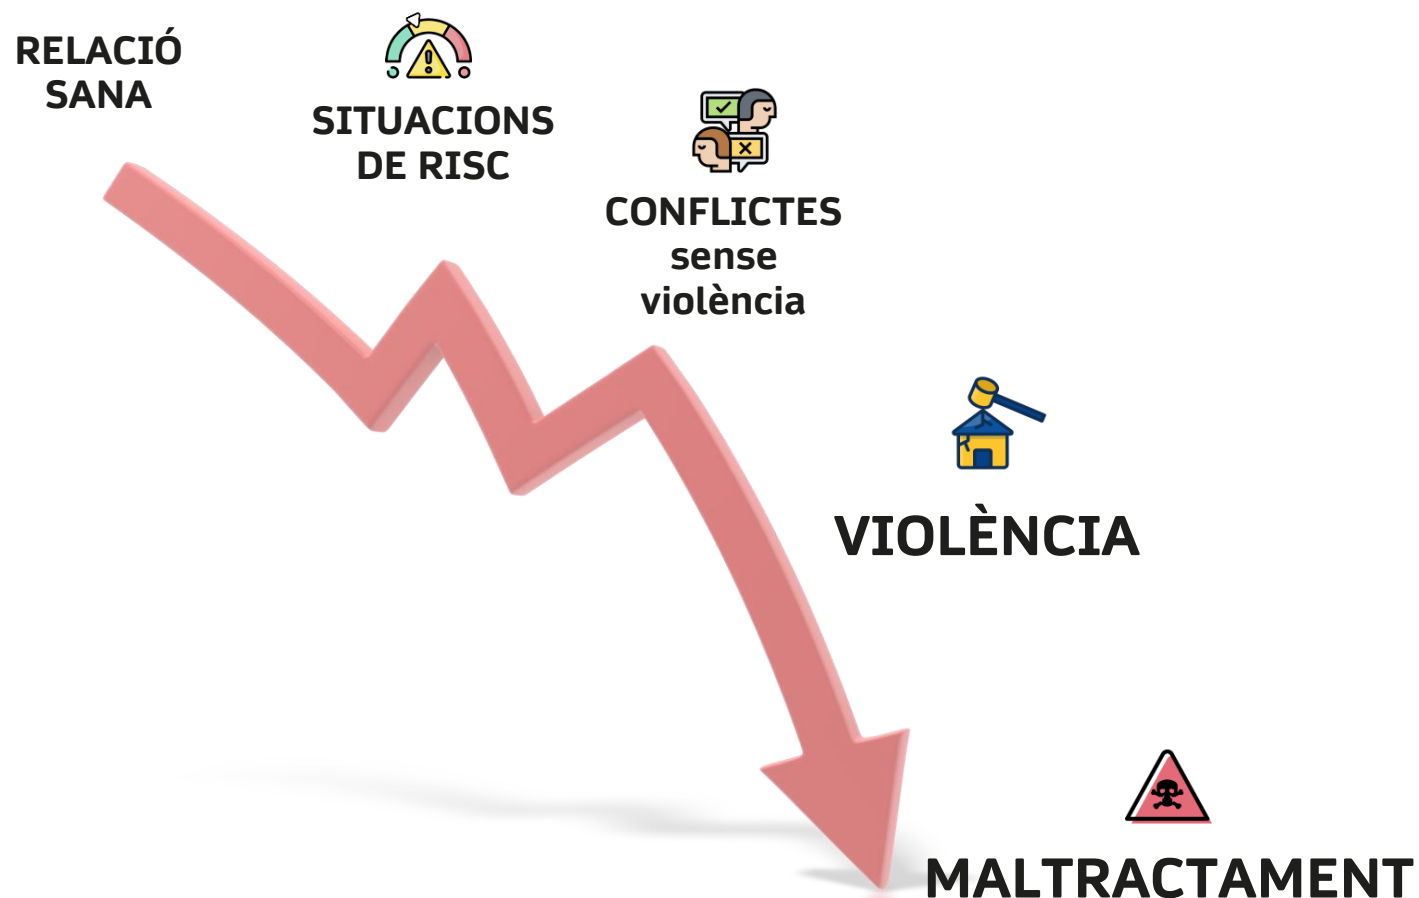 RELACIÓ
SANA
SITUACIONS
DE RISC
CONFLICTES
sense
violència
VIOLÈNCIA
MALTRACTAMENT